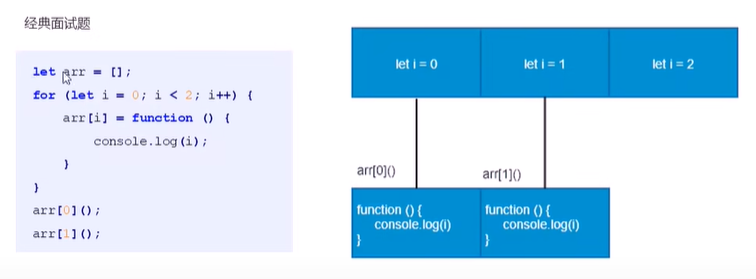 经典面试题
let arr = [];
for (let i = 0; i < 2; i++) {
arr[i] = function () {
console.log(i);
}
}
arr[0]();
arr[1]();
let i = 0
let i = 1
let i = 2
arr[0]()
arr[1]()
function () {
console.log(i)
}
function () {
console.log(i)
}